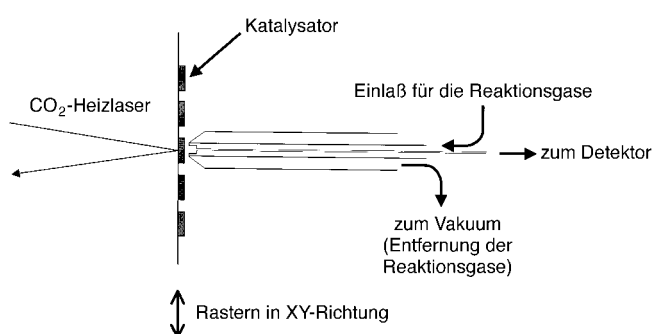 Katalysator
CO₂-Heizlaser
Einlaß für die Reaktionsgase
zum Detektor
zum Vakuum
(Entfernung der
Reaktionsgase)
Rastern in XY-Richtung